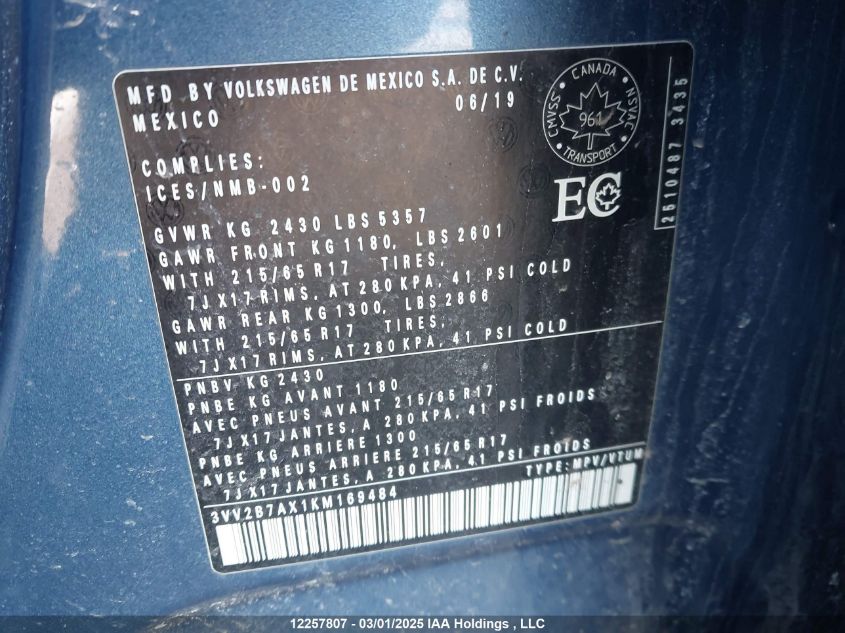 MFD BY VOLKSWAGEN DE MEXICO S.A. DE C.V.
MEXICO 06/19
COMPLIES:
ICES/NMB-002
CANADA
CMVSS NSVAC
961
TRANSPORT
EC
2510487 3435
GVWR KG 2430 LBS 5357
GAWR FRONT KG 1180, LBS 2601
WITH 215/65 R17 TIRES,
7J X17 RIMS, AT 280 KPA, 41 PSI COLD
GAWR REAR KG 1300, LBS 2866
WITH 215/65 R17 TIRES,
7J X17 RIMS, AT 280 KPA, 41 PSI COLD
PNBV KG 2430
PNBE KG AVANT 1180
AVEC PNEUS AVANT 215/65 R17
7J X17 JANTES, A 280 KPA, 41 PSI FROIDS
PNBE KG ARRIERE 1300
AVEC PNEUS ARRIERE 215/65 R17
7J X17 JANTES, A 280 KPA, 41 PSI FROIDS
TYPE: MPV/VTUM
3VV2B7AX1KM169484
12257807 - 03/01/2025 IAA Holdings , LLC